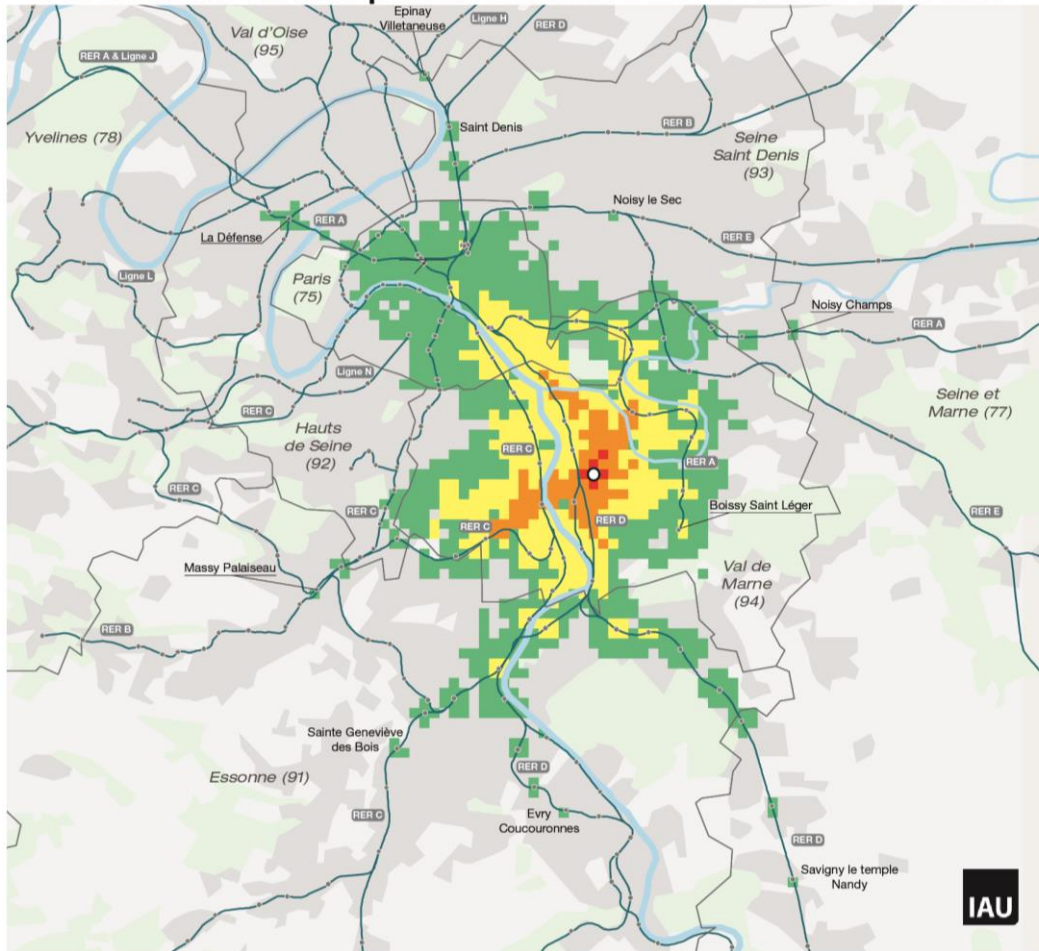 Epinay
Villetaneuse
Ligne H
RER D
Val d'Oise
(95)
RER A & Ligne J
Yvelines (78)
Saint Denis
RER B
Seine
Saint Denis
(93)
Noisy le Sec
RER A
La Défense
RER E
Ligne L
Paris
(75)
Noisy Champs
RER A
Ligne N
Seine et
Marne (77)
RER C
Hauts
de Seine
(92)
RER C
RER A
RER C
RER C
Boissy Saint Léger
RER E
RER C
RER D
Massy Palaiseau
Val de
Marne
(94)
RER B
Sainte Geneviève
des Bois
RER D
Essonne (91)
RER C
Evry
Coucouronnes
RER D
Savigny le temple
Nandy
IAU